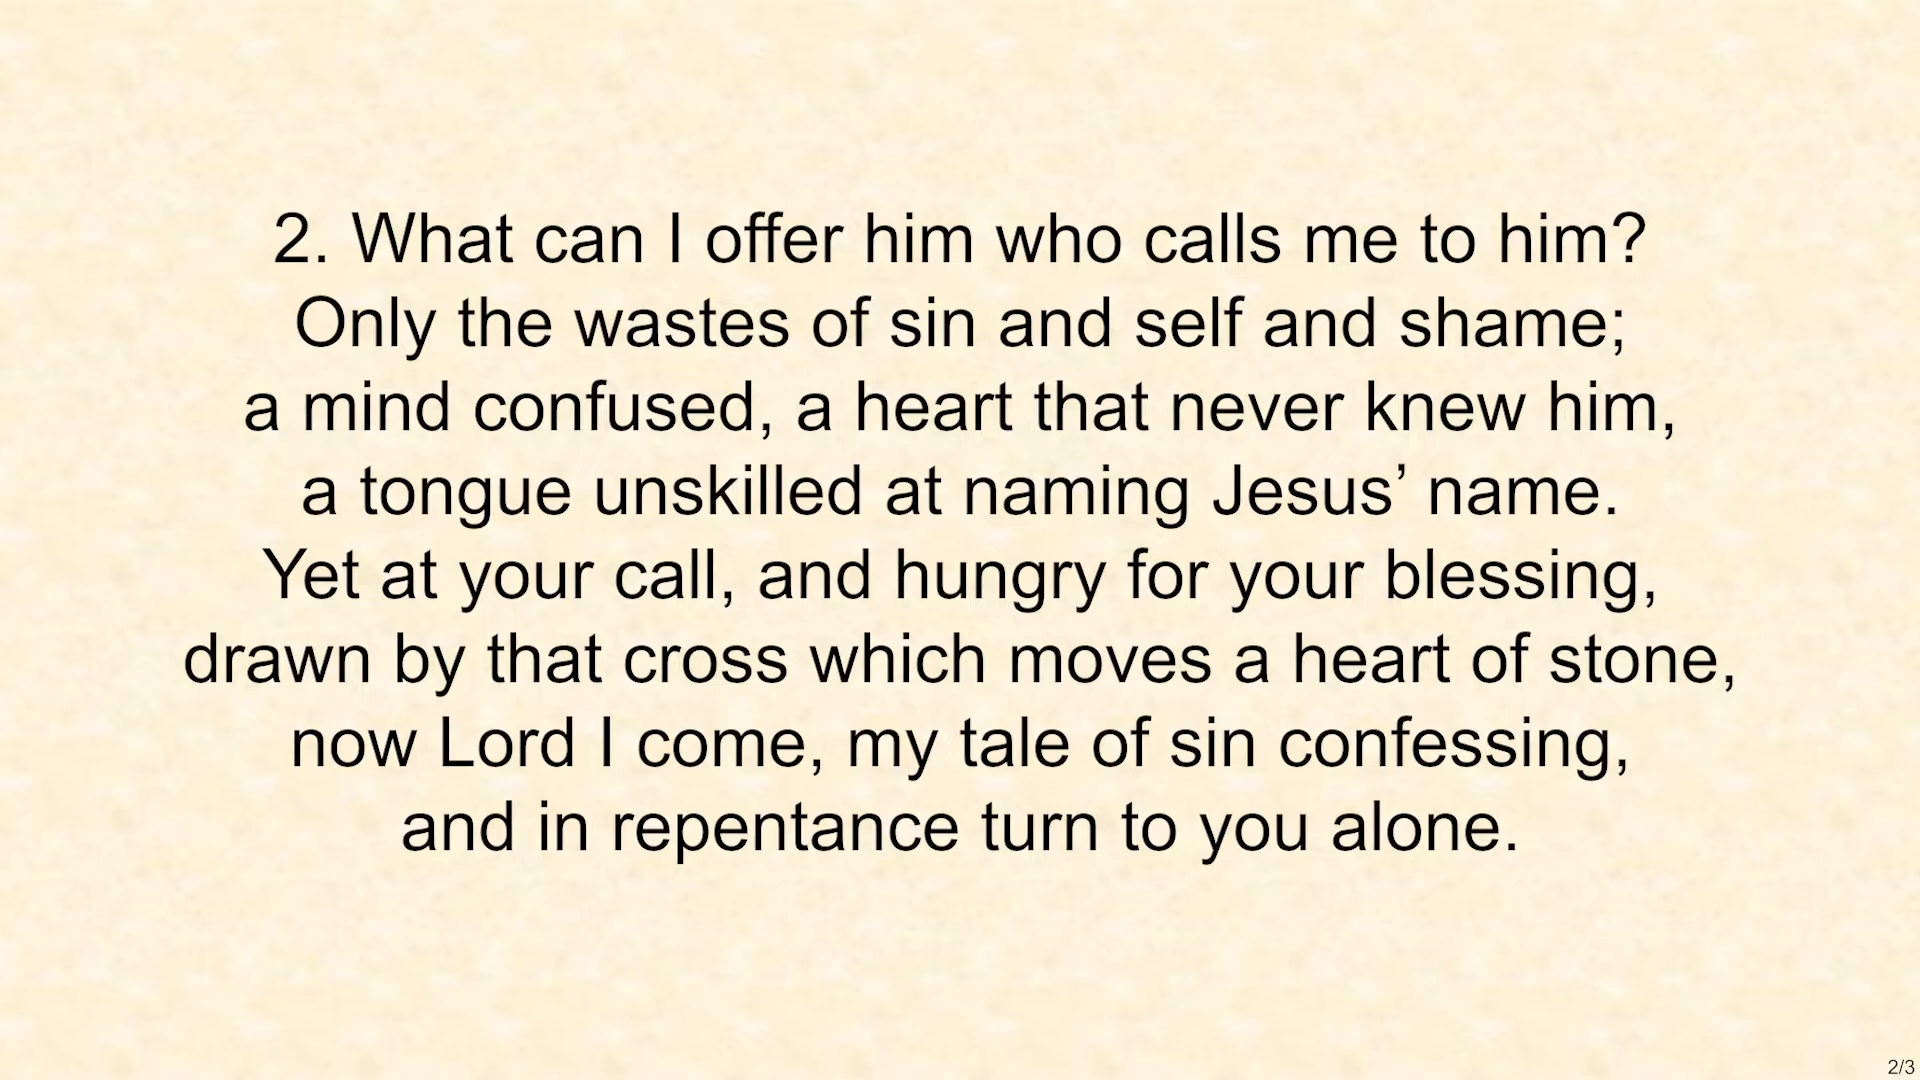 2. What can I offer him who calls me to him?
Only the wastes of sin and self and shame;
a mind confused, a heart that never knew him,
a tongue unskilled at naming Jesus’ name.
Yet at your call, and hungry for your blessing,
drawn by that cross which moves a heart of stone,
now Lord I come, my tale of sin confessing,
and in repentance turn to you alone.
2/3